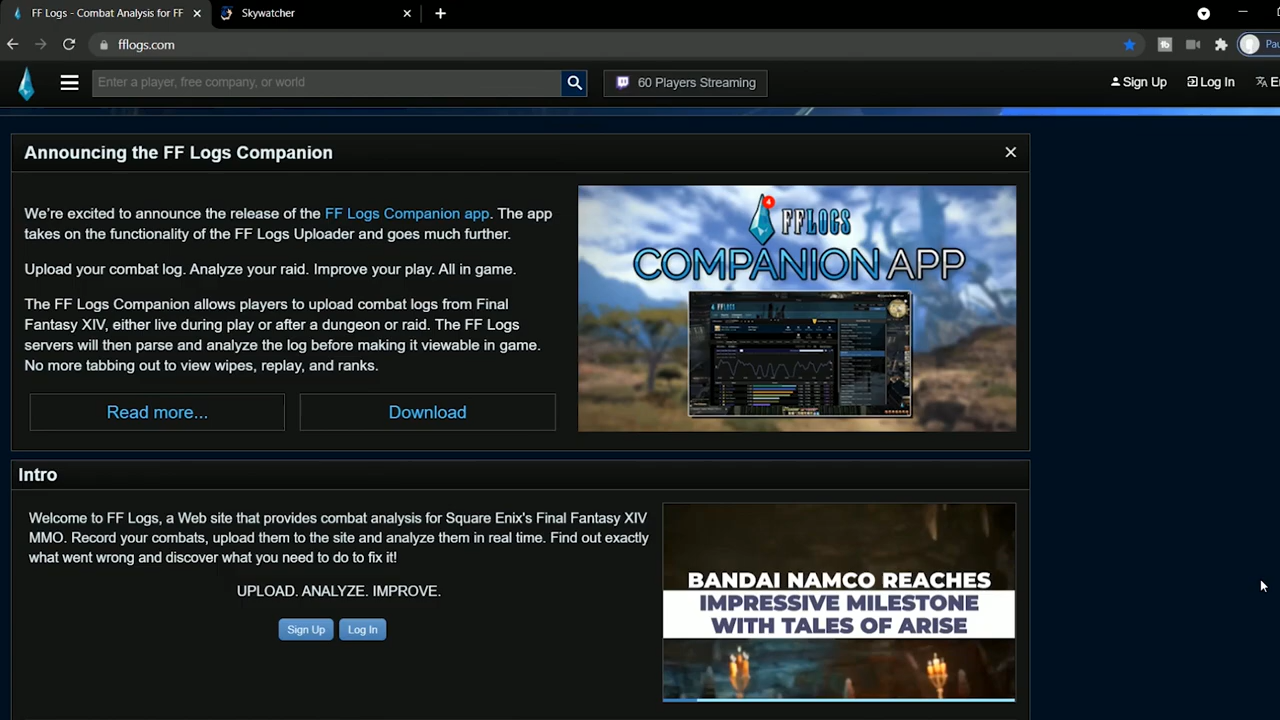 FF Logs - Combat Analysis for FF
Skywatcher
fflogs.com
Pau
Enter a player, free company, or world
60 Players Streaming
Sign Up
Log In
Announcing the FF Logs Companion
We're excited to announce the release of the FF Logs Companion app. The app
takes on the functionality of the FF Logs Uploader and goes much further.
Upload your combat log. Analyze your raid. Improve your play. All in game.
The FF Logs Companion allows players to upload combat logs from Final
Fantasy XIV, either live during play or after a dungeon or raid. The FF Logs
servers will then parse and analyze the log before making it viewable in game.
No more tabbing out to view wipes, replay, and ranks.
Read more...
Download
4
FFLOGS
COMPANION APP
FFLOGS
Intro
Welcome to FF Logs, a Web site that provides combat analysis for Square Enix's Final Fantasy XIV
MMO. Record your combats, upload them to the site and analyze them in real time. Find out exactly
what went wrong and discover what you need to do to fix it!
UPLOAD. ANALYZE. IMPROVE.
Sign Up
Log In
BANDAI NAMCO REACHES
IMPRESSIVE MILESTONE
WITH TALES OF ARISE